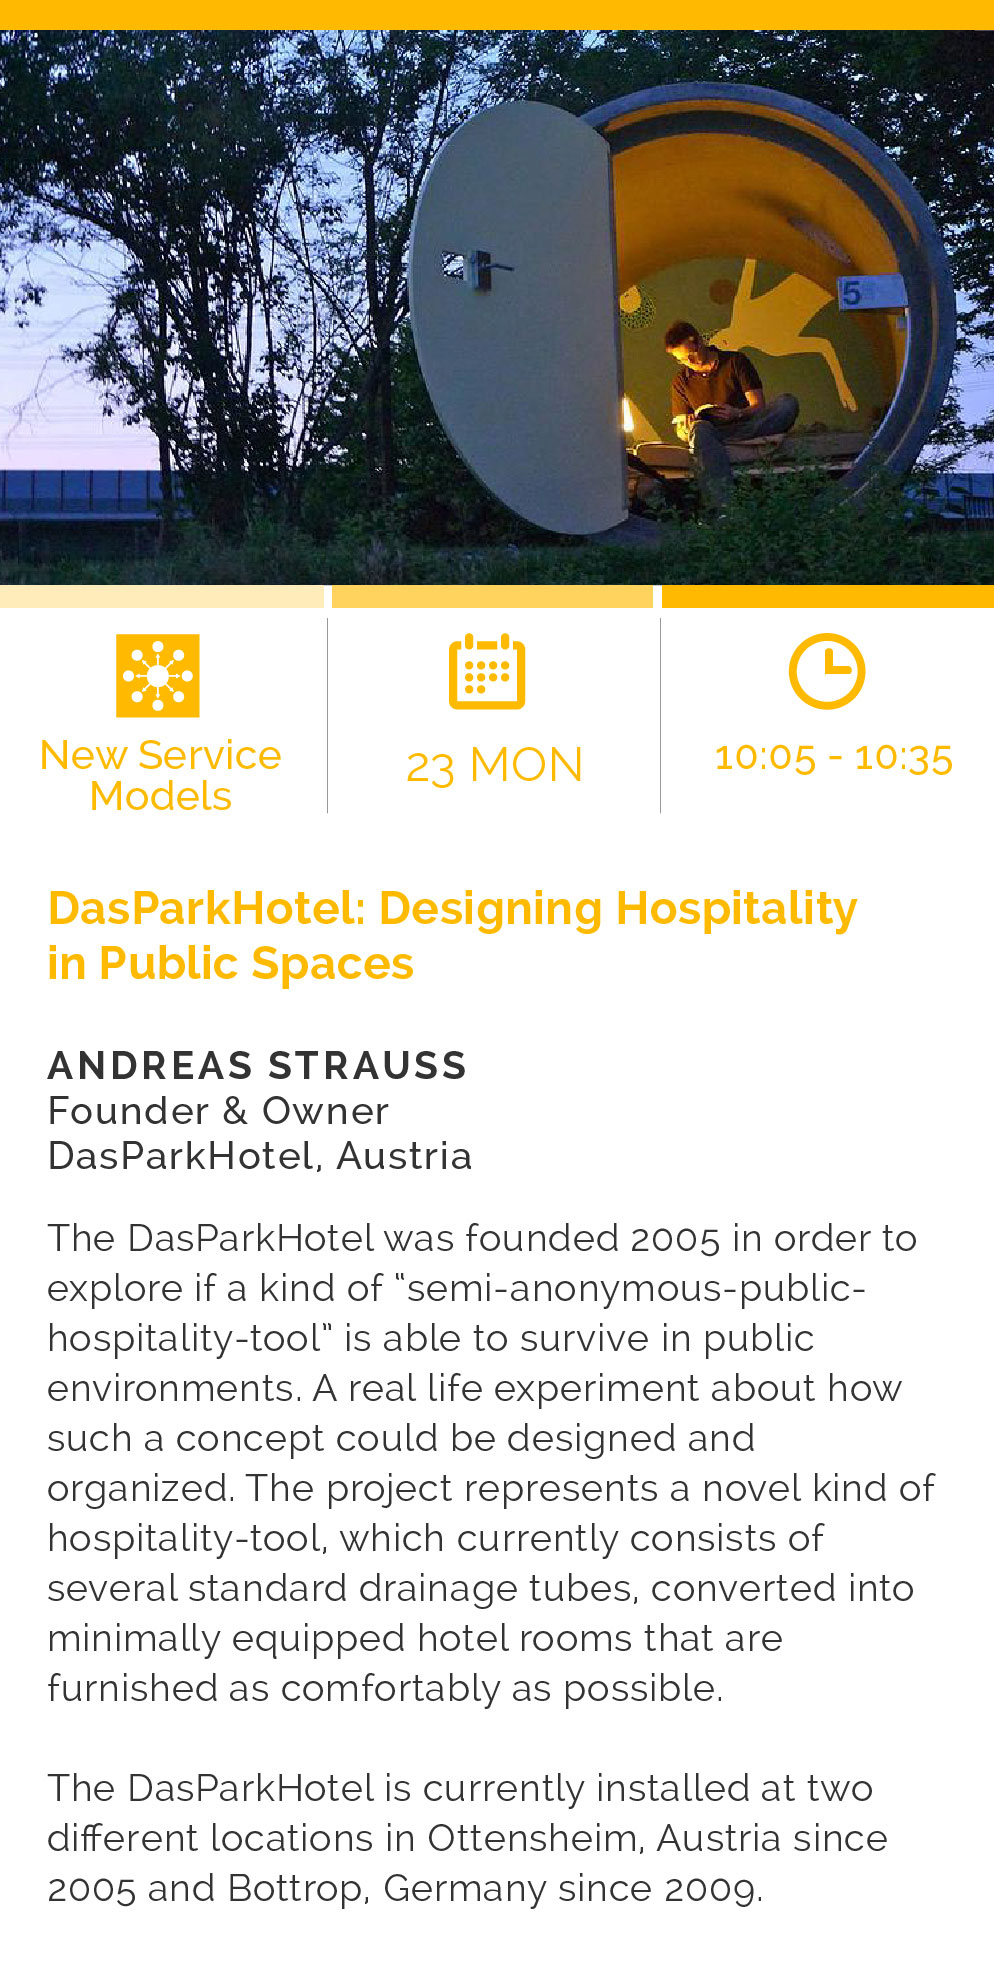 5
New Service
Models
23 MON
10:05 - 10:35
DasParkHotel: Designing Hospitality
in Public Spaces
ANDREAS STRAUSS
Founder & Owner
DasParkHotel, Austria
The DasParkHotel was founded 2005 in order to
explore if a kind of “semi-anonymous-public-
hospitality-tool” is able to survive in public
environments. A real life experiment about how
such a concept could be designed and
organized. The project represents a novel kind of
hospitality-tool, which currently consists of
several standard drainage tubes, converted into
minimally equipped hotel rooms that are
furnished as comfortably as possible.
The DasParkHotel is currently installed at two
different locations in Ottensheim, Austria since
2005 and Bottrop, Germany since 2009.